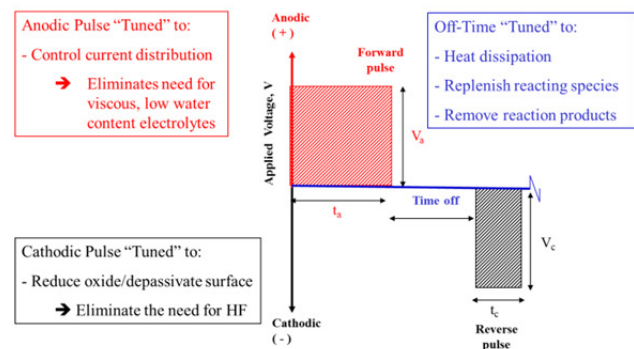 Anodic Pulse “Tuned” to:
- Control current distribution
➔ Eliminates need for
viscous, low water
content electrolytes
Anodic
( + )
Forward
pulse
Off-Time “Tuned” to:
- Heat dissipation
- Replenish reacting species
- Remove reaction products
Applied Voltage, V
Va
ta
Time off
Cathodic Pulse “Tuned” to:
- Reduce oxide/depassivate surface
➔ Eliminate the need for HF
Vc
tc
Cathodic
( - )
Reverse
pulse